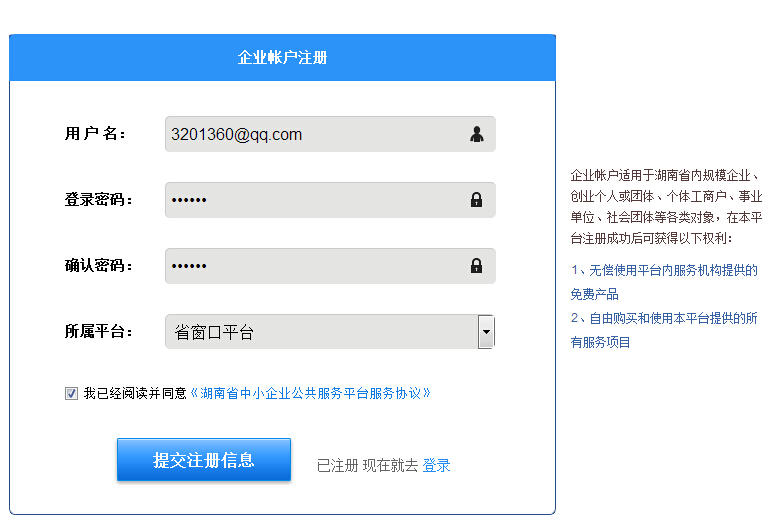 企业帐户注册
用 户 名：
3201360@qq.com
登录密码：
••••••
确认密码：
••••••
所属平台：
省窗口平台
我已经阅读并同意《湖南省中小企业公共服务平台服务协议》
提交注册信息
已注册 现在就去 登录
企业帐户适用于湖南省内规模企业、
创业个人或团体、个体工商户、事业
单位、社会团体等各类对象，在本平
台注册成功后可获得以下权利：
1、无偿使用平台内服务机构提供的
免费产品
2、自由购买和使用本平台提供的所
有服务项目